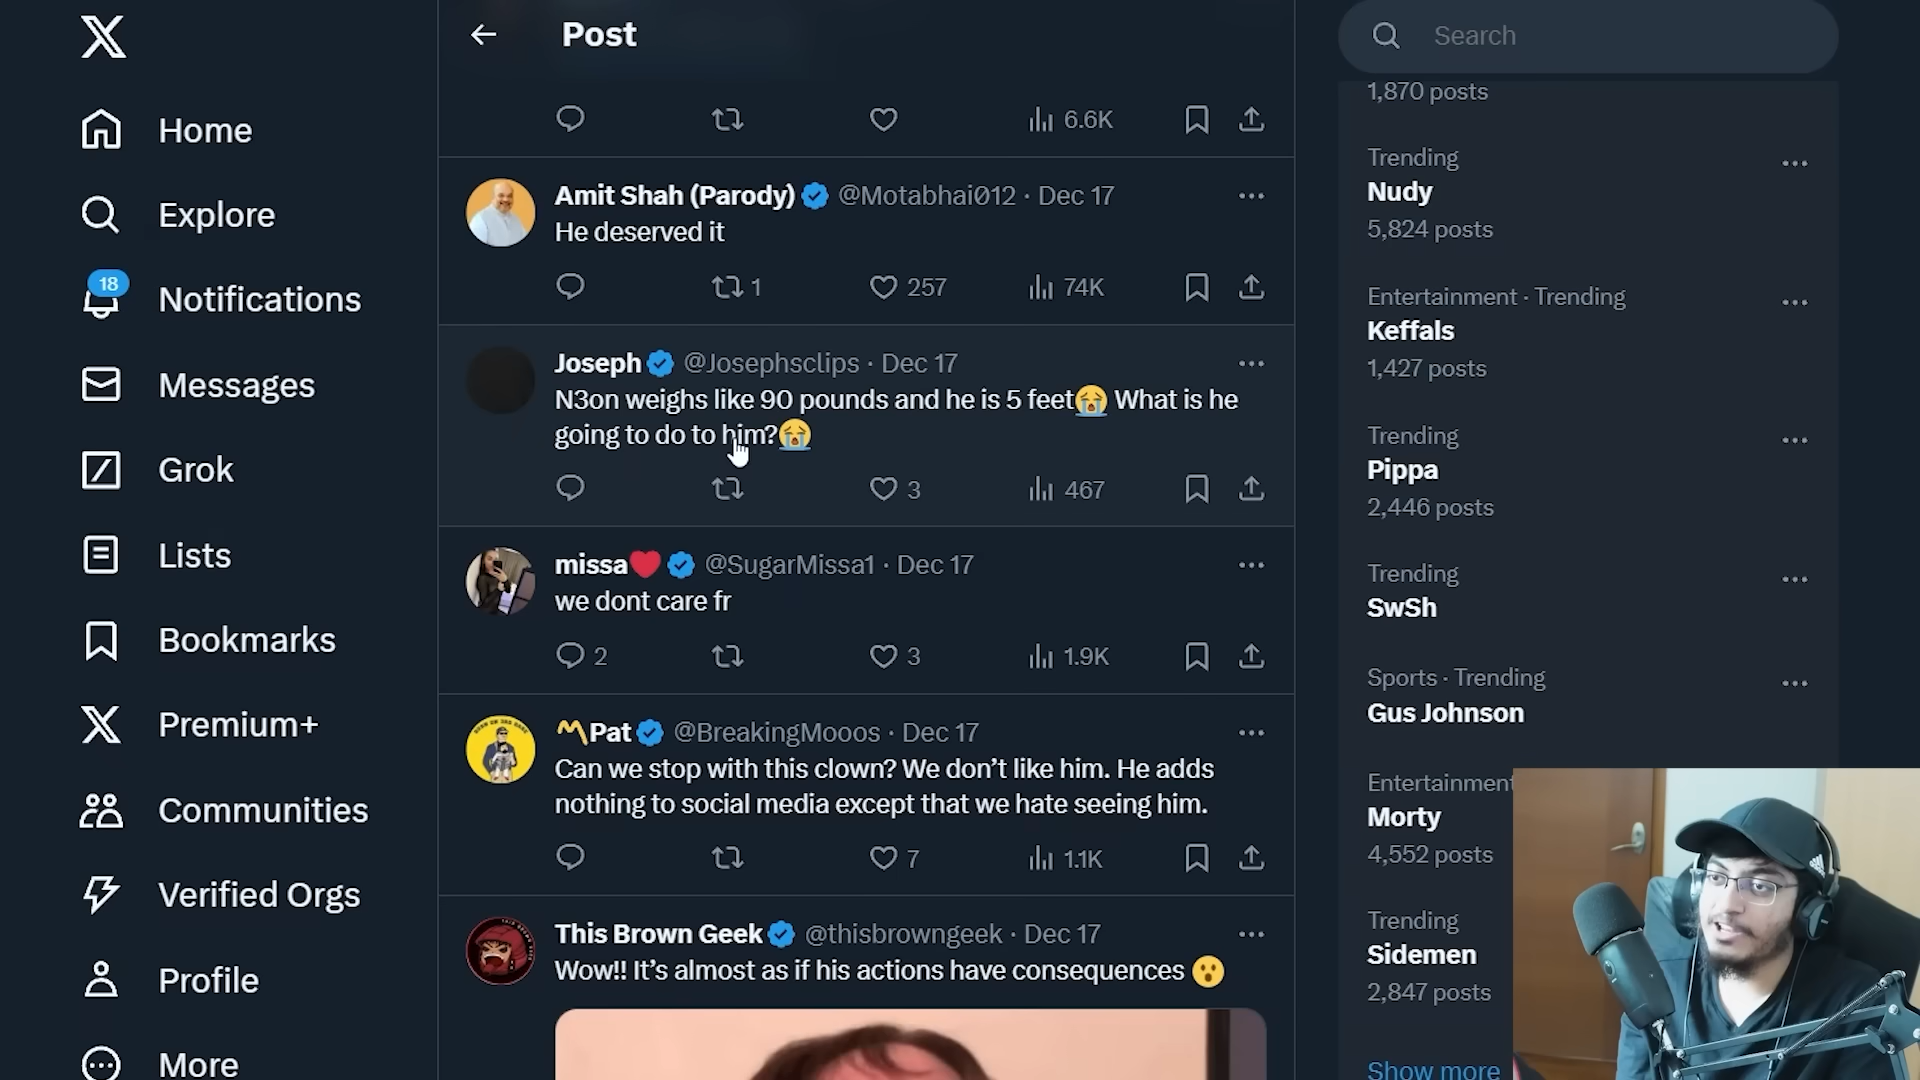 Home
Explore
18
Notifications
Messages
Grok
Lists
Bookmarks
Premium+
Communities
Verified Orgs
Profile
More
Post
6.6K
Amit Shah (Parody) @Motabhai012 · Dec 17
He deserved it
1 257 74K
Joseph @Josephsclips · Dec 17
N3on weighs like 90 pounds and he is 5 feet😭 What is he
going to do to him?😭
3 467
missa❤️ @SugarMissa1 · Dec 17
we dont care fr
2 3 1.9K
〽️Pat @BreakingMooos · Dec 17
Can we stop with this clown? We don’t like him. He adds
nothing to social media except that we hate seeing him.
7 1.1K
This Brown Geek @thisbrowngeek · Dec 17
Wow!! It’s almost as if his actions have consequences 😮
Search
1,870 posts
Trending
Nudy
5,824 posts
Entertainment · Trending
Keffals
1,427 posts
Trending
Pippa
2,446 posts
Trending
SwSh
Sports · Trending
Gus Johnson
Entertainment
Morty
4,552 posts
Trending
Sidemen
2,847 posts
Show more